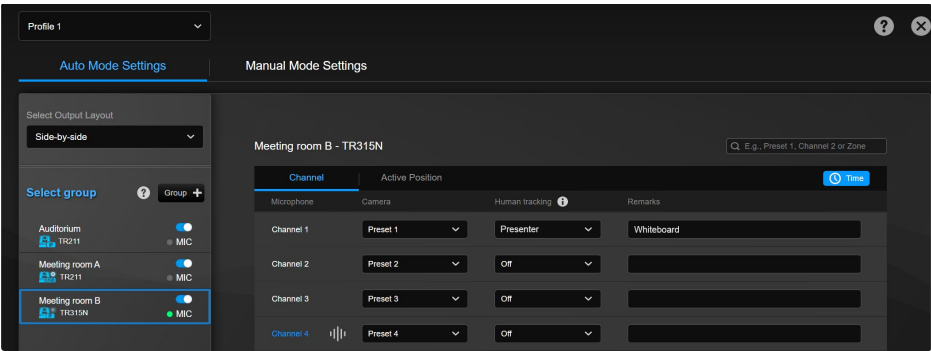 Profile 1
Auto Mode Settings
Manual Mode Settings
Select Output Layout
Side-by-side
Select group
?
Group +
Auditorium
TR211
MIC
Meeting room A
TR211
MIC
Meeting room B
TR315N
MIC
Meeting room B - TR315N
E.g., Preset 1, Channel 2 or Zone
Channel
Active Position
Time
Microphone Camera Human tracking Remarks
Channel 1 Preset 1 Presenter Whiteboard
Channel 2 Preset 2 Off
Channel 3 Preset 3 Off
Channel 4 Preset 4 Off